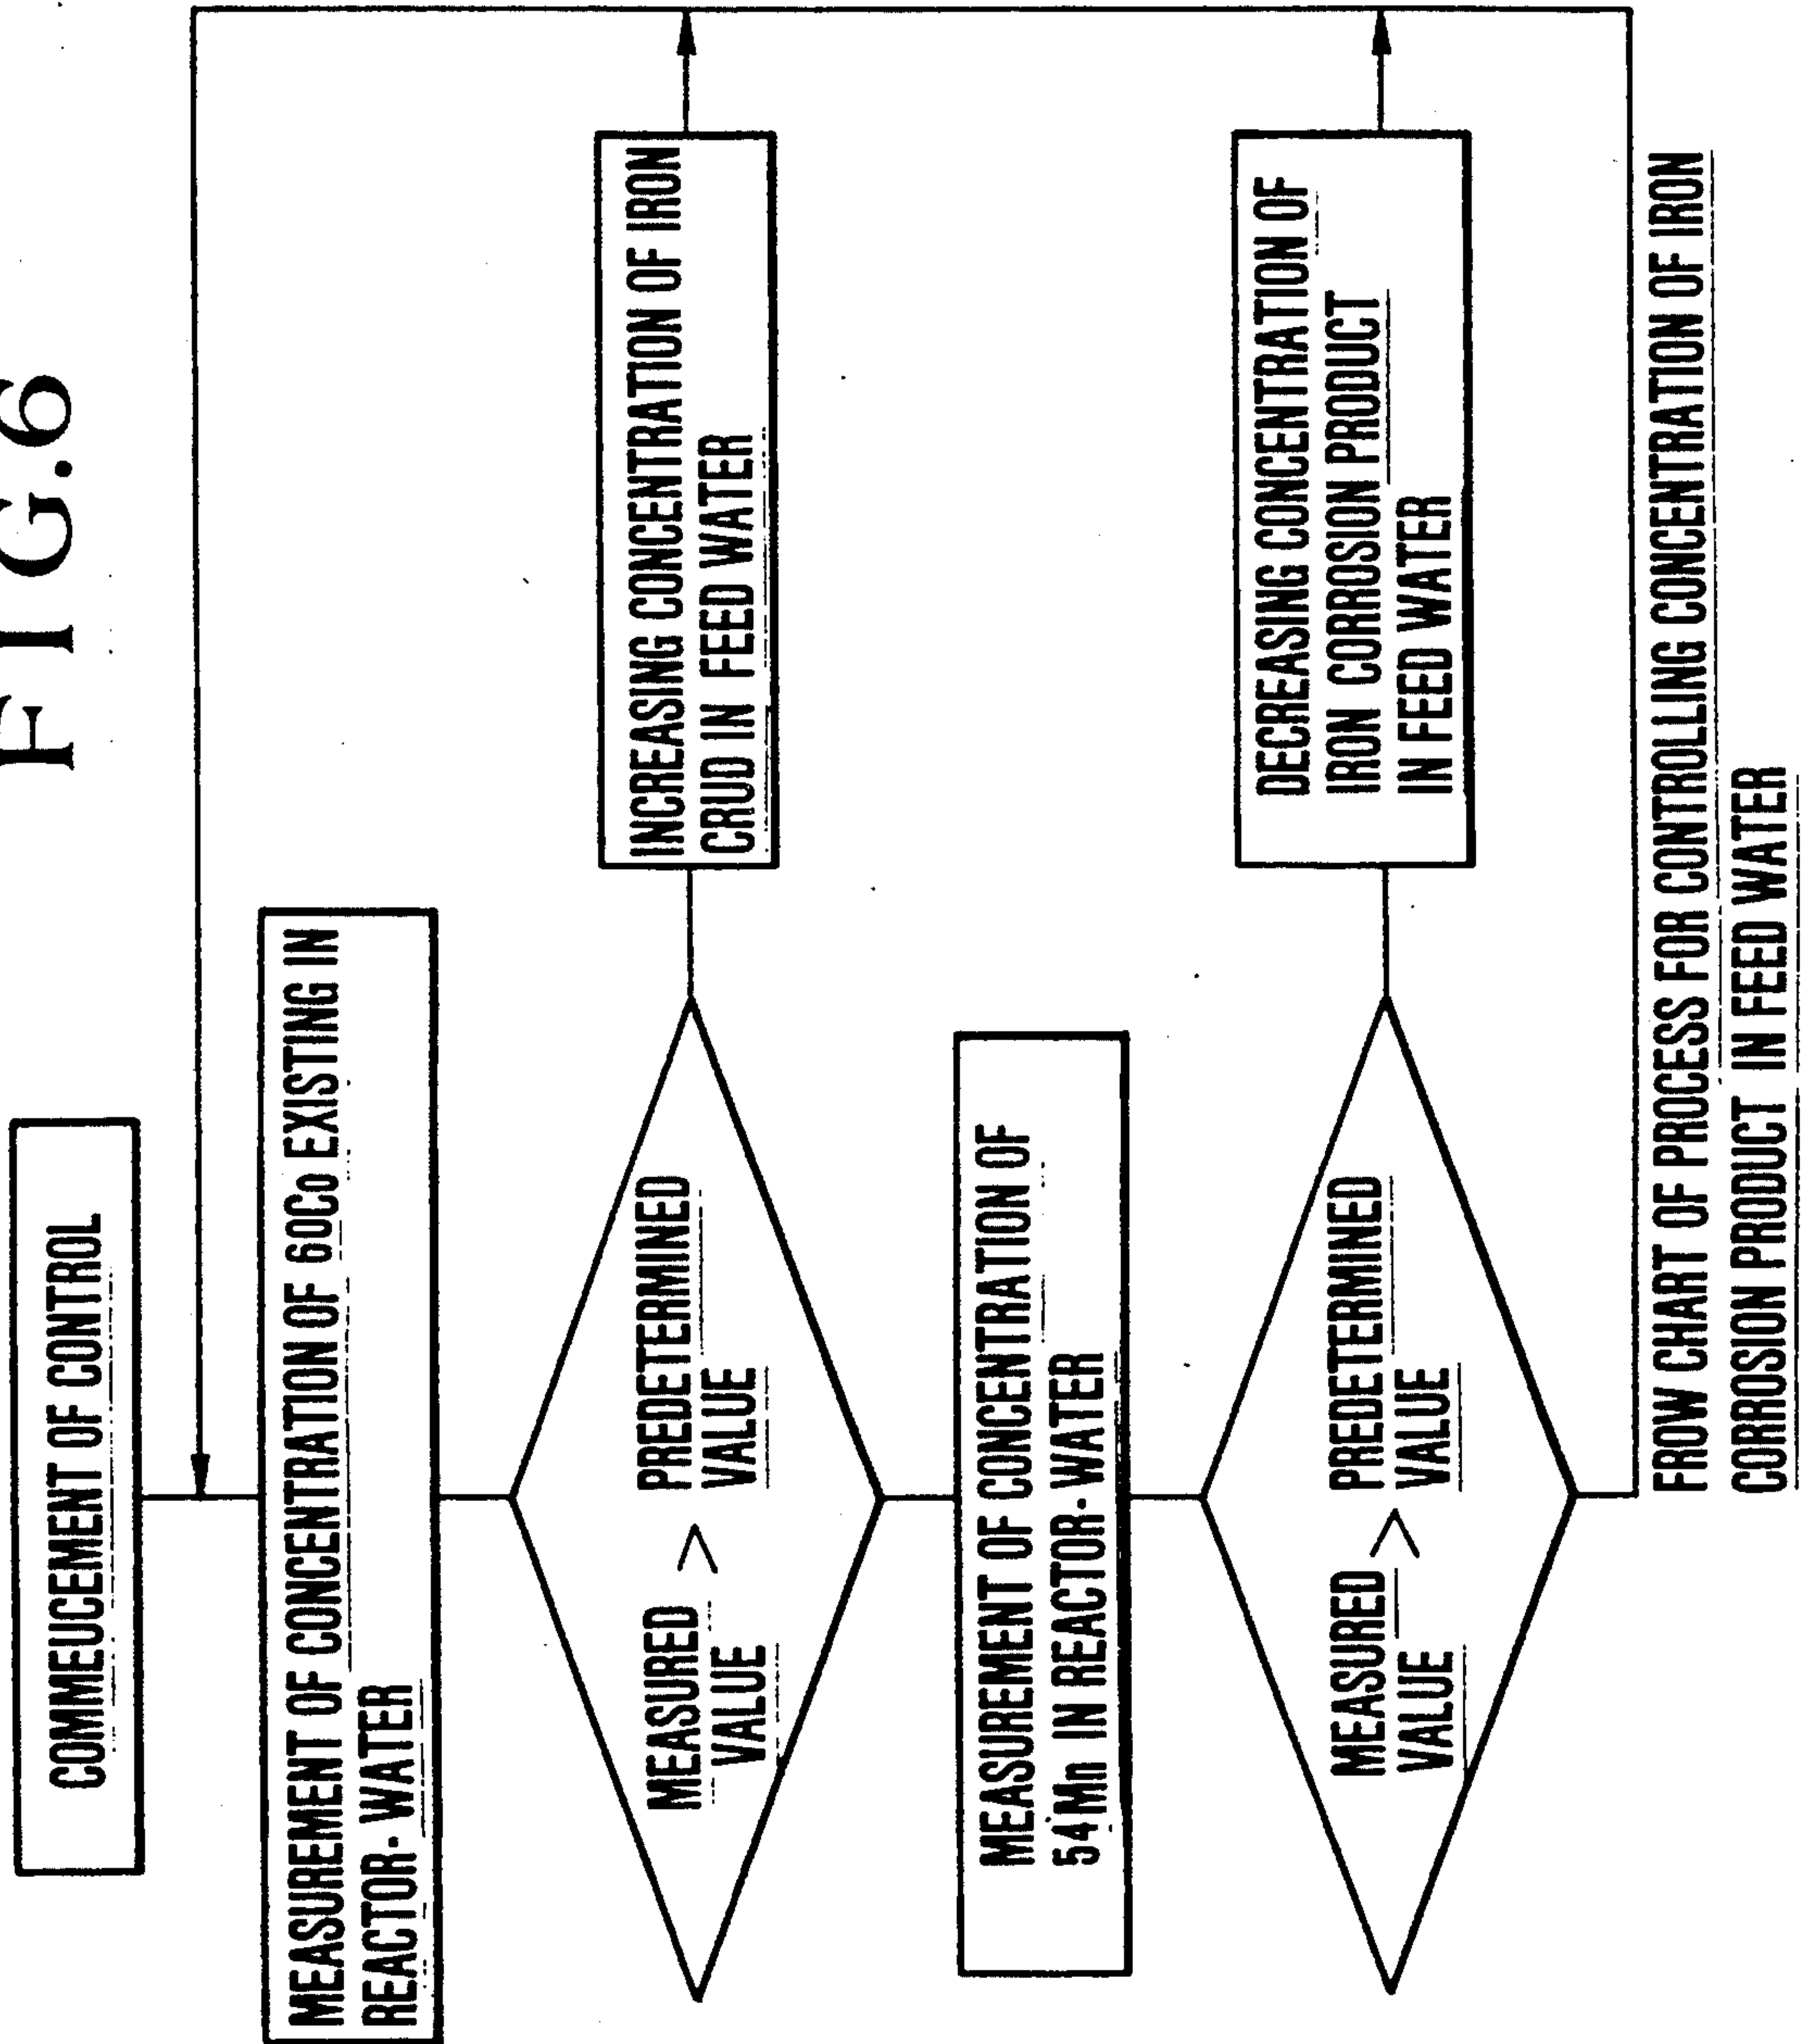 FIG.6
COMMEUCEMENT OF CONTROL
MEASUREMENT OF CONCENTRATION OF 60Co EXISTING IN
REACTOR-WATER
MEASURED > PREDETERMINED
VALUE VALUE
INCREASING CONCENTRATION OF IRON
CRUD IN FEED WATER
MEASUREMENT OF CONCENTRATION OF
54Mn IN REACTOR-WATER
MEASURED > PREDETERMINED
VALUE VALUE
DECREASING CONCENTRATION OF
IRON CORROSION PRODUCT
IN FEED WATER
FROW CHART OF PROCESS FOR CONTROLLING CONCENTRATION OF IRON
CORROSION PRODUCT IN FEED WATER